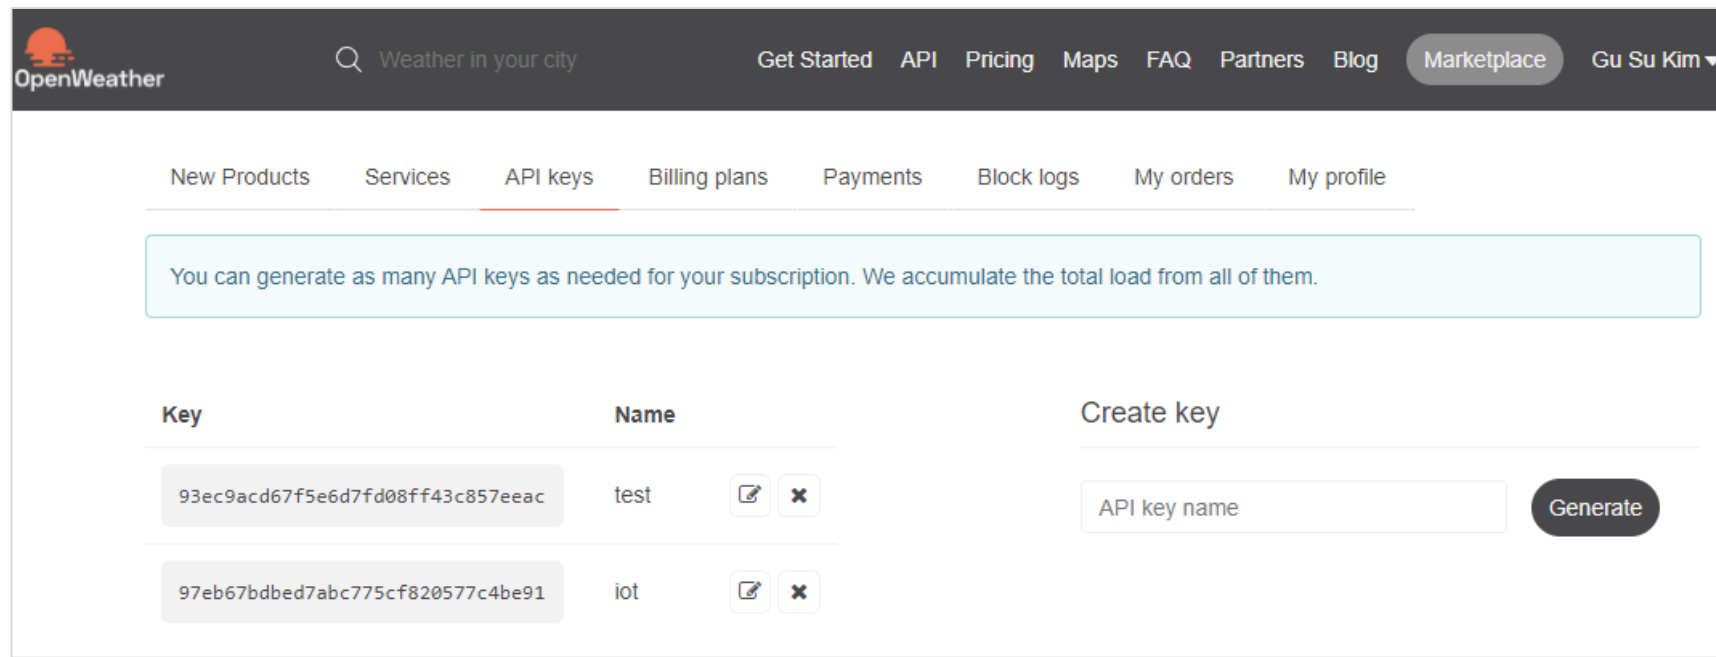 OpenWeather
Weather in your city
Get Started API Pricing Maps FAQ Partners Blog Marketplace Gu Su Kim
New Products Services API keys Billing plans Payments Block logs My orders My profile
You can generate as many API keys as needed for your subscription. We accumulate the total load from all of them.
Key Name
93ec9acd67f5e6d7fd08ff43c857eeac test
97eb67bdbed7abc775cf820577c4be91 iot
Create key
API key name Generate